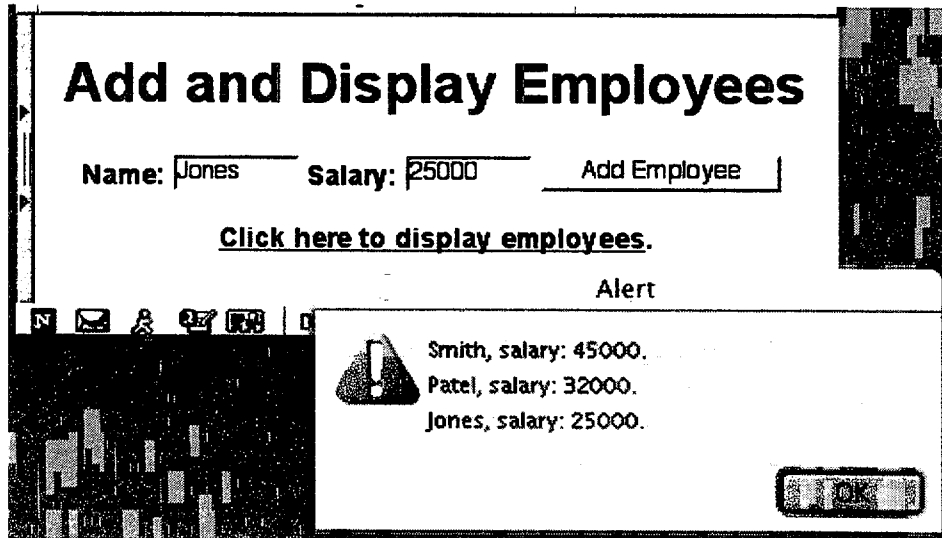 Add and Display Employees
Name: Jones Salary: 25000 Add Employee
Click here to display employees.
Alert
N
Smith, salary: 45000.
Patel, salary: 32000.
Jones, salary: 25000.
OK